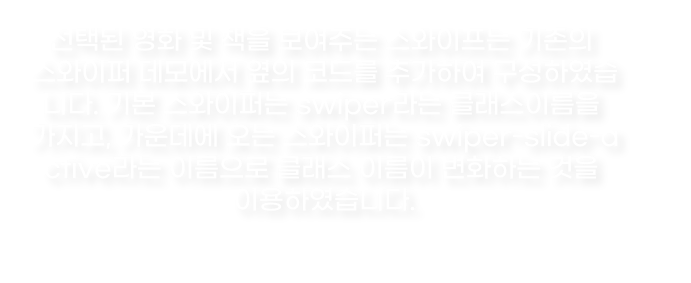 선택된 영화 및 책을 보여주는 스와이프는 기존의
스와이퍼 데모에서 옆의 코드를 추가하여 구성하였습
니다. 기본 스와이퍼는 swiper라는 클래스이름을
가지고, 가운데에 오는 스와이퍼는 swiper-slide-a
ctive라는 이름으로 클래스 이름이 변화하는 것을
이용하였습니다.